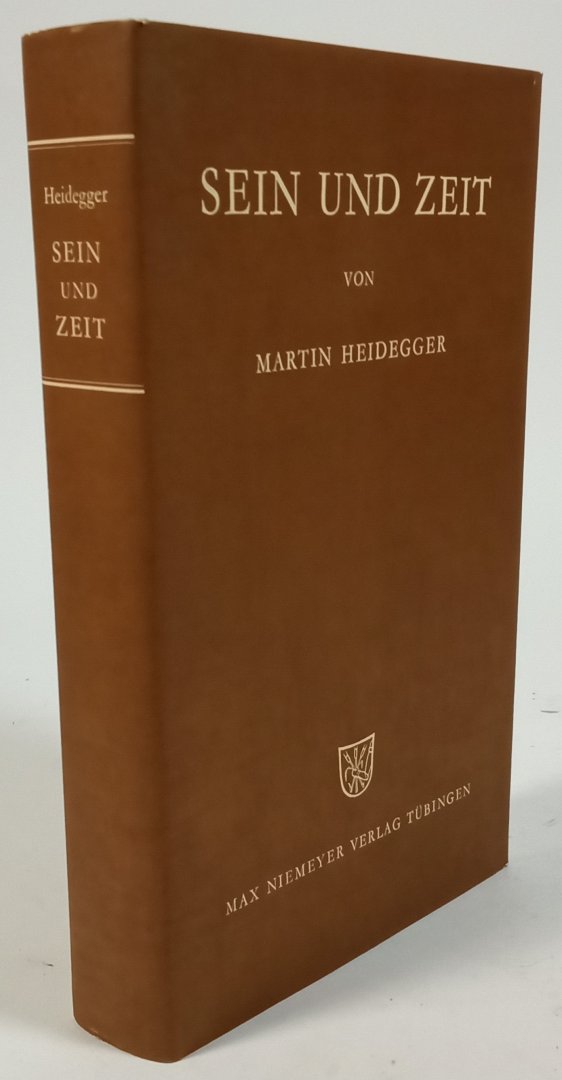 Heidegger
SEIN
UND
ZEIT
SEIN UND ZEIT
VON
MARTIN HEIDEGGER
MAX NIEMEYER VERLAG TÜBINGEN